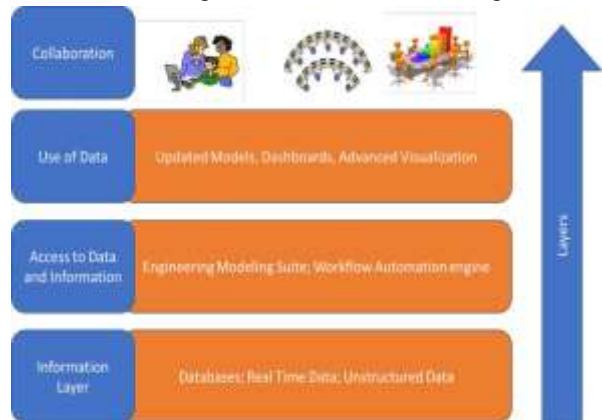 Collaboration
Use of Data
Updated Models, Dashboards, Advanced Visualization
Access to Data
and Information
Engineering Modeling Suite; Workflow Automation engine
Information
Layer
Databases; Real Time Data; Unstructured Data
Layers